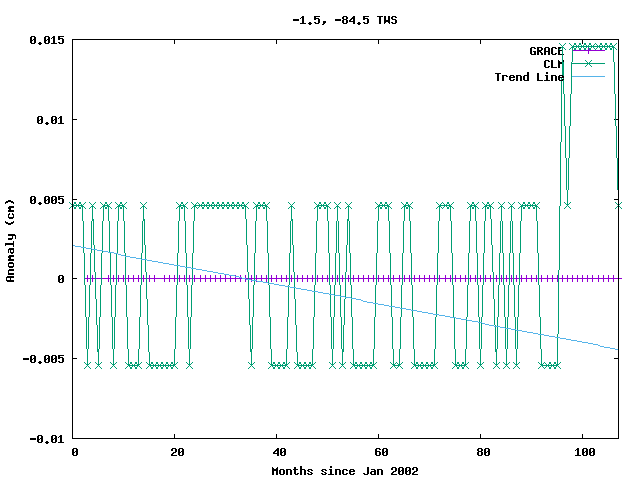 -1.5, -84.5 TWS
0.015
GRACE
CLM
Trend Line
0.01
0.005
Anomaly (cm)
0
-0.005
-0.01
0 20 40 60 80 100
Months since Jan 2002